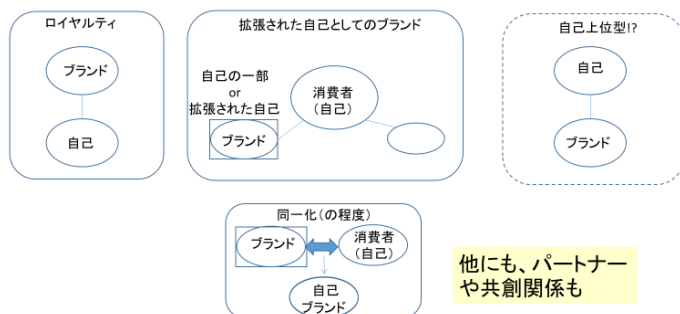 ロイヤルティ
ブランド
自己
拡張された自己としてのブランド
自己の一部
or
拡張された自己
ブランド
消費者
(自己)
自己上位型!?
自己
ブランド
同一化(の程度)
ブランド
消費者
(自己)
自己
ブランド
他にも、パートナー
や共創関係も